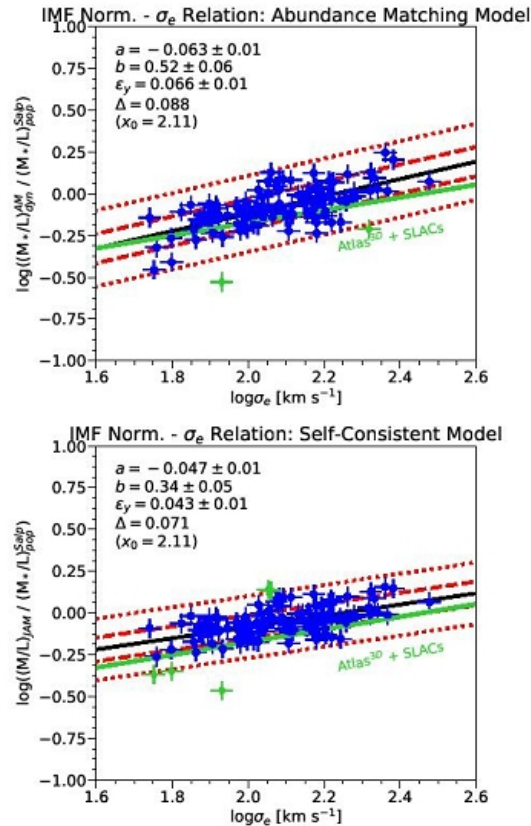 IMF Norm. - σe Relation: Abundance Matching Model
1.00
0.75
0.50
0.25
0.00
−0.25
−0.50
−0.75
−1.00
log((M∗/L)dyn^AM / (M∗/L)pop^Salp)
a = − 0.063 ± 0.01
b = 0.52 ± 0.06
εy = 0.066 ± 0.01
Δ = 0.088
(x0 = 2.11)
Atlas3D + SLACs
1.6 1.8 2.0 2.2 2.4 2.6
logσe [km s−1]
IMF Norm. - σe Relation: Self-Consistent Model
1.00
0.75
0.50
0.25
0.00
−0.25
−0.50
−0.75
−1.00
log((M/L)JAM / (M∗/L)pop^Salp)
a = − 0.047 ± 0.01
b = 0.34 ± 0.05
εy = 0.043 ± 0.01
Δ = 0.071
(x0 = 2.11)
Atlas3D + SLACs
1.6 1.8 2.0 2.2 2.4 2.6
logσe [km s−1]